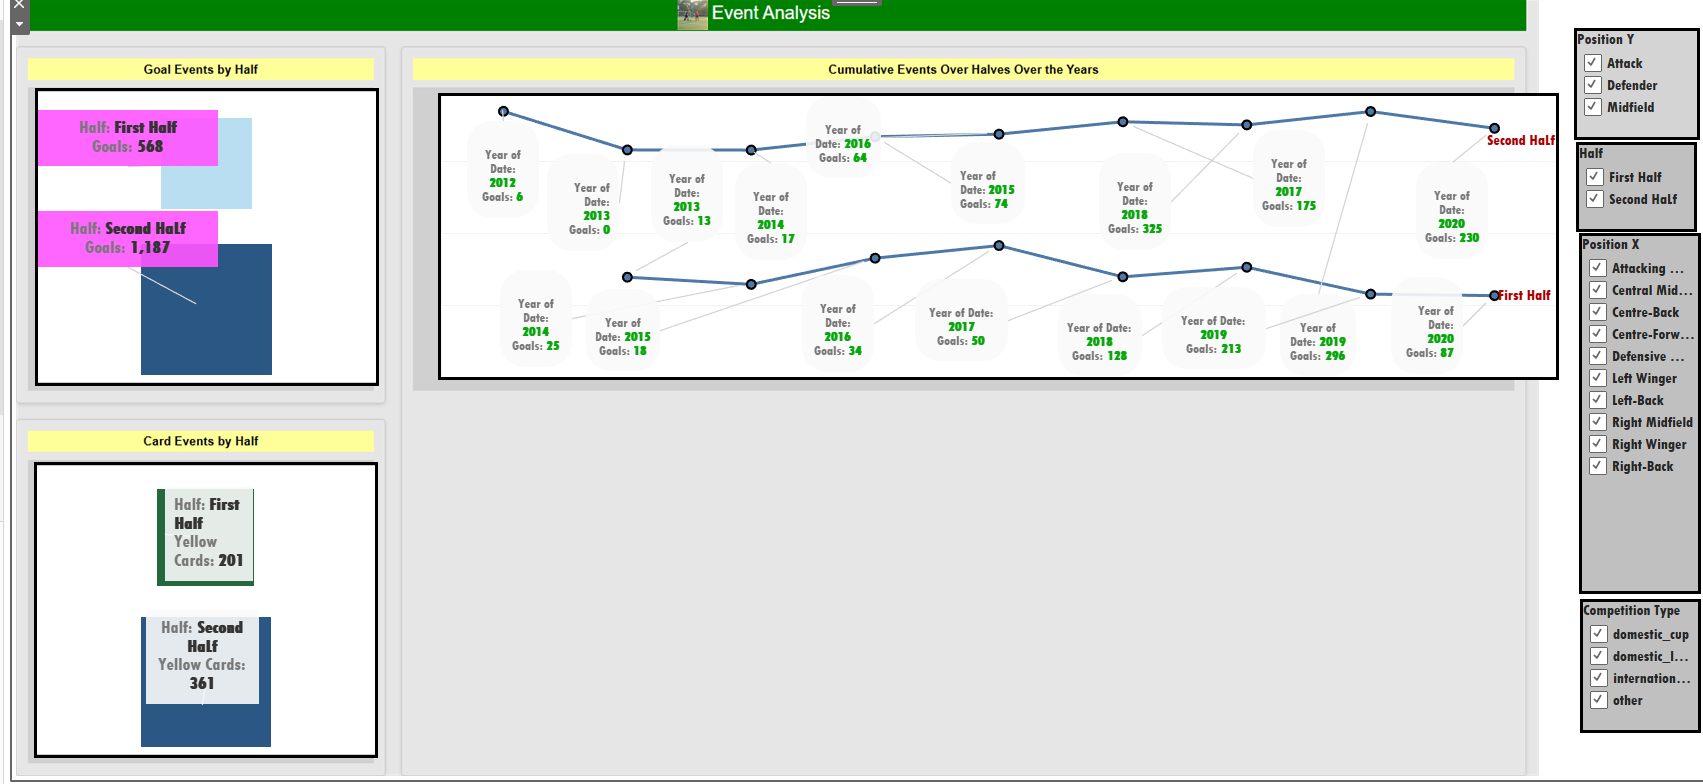 Event Analysis
Goal Events by Half
Half: First Half
Goals: 568
Half: Second HaLf
Goals: 1,187
Card Events by Half
Half: First
Half
Yellow
Cards: 201
Half: Second
HaLf
Yellow Cards:
361
Cumulative Events Over Halves Over the Years
Year of
Date:
2012
Goals: 6
Year of
Date:
2013
Goals: 0
Year of
Date:
2013
Goals: 13
Year of
Date:
2014
Goals: 17
Year of
Date: 2016
Goals: 64
Year of
Date: 2015
Goals: 74
Year of
Date:
2018
Goals: 325
Year of
Date:
2017
Goals: 175
Year of
Date:
2020
Goals: 230
Second HaLf
Year of
Date:
2014
Goals: 25
Year of
Date: 2015
Goals: 18
Year of
Date:
2016
Goals: 34
Year of Date:
2017
Goals: 50
Year of Date:
2018
Goals: 128
Year of Date:
2019
Goals: 213
Year of
Date: 2019
Goals: 296
Year of
Date:
2020
Goals: 87
First Half
Position Y
Attack
Defender
Midfield
Half
First Half
Second HaLf
Position X
Attacking ...
Central Mid...
Centre-Back
Centre-Forw...
Defensive ...
Left Winger
Left-Back
Right Midfield
Right Winger
Right-Back
Competition Type
domestic_cup
domestic_l...
internation...
other